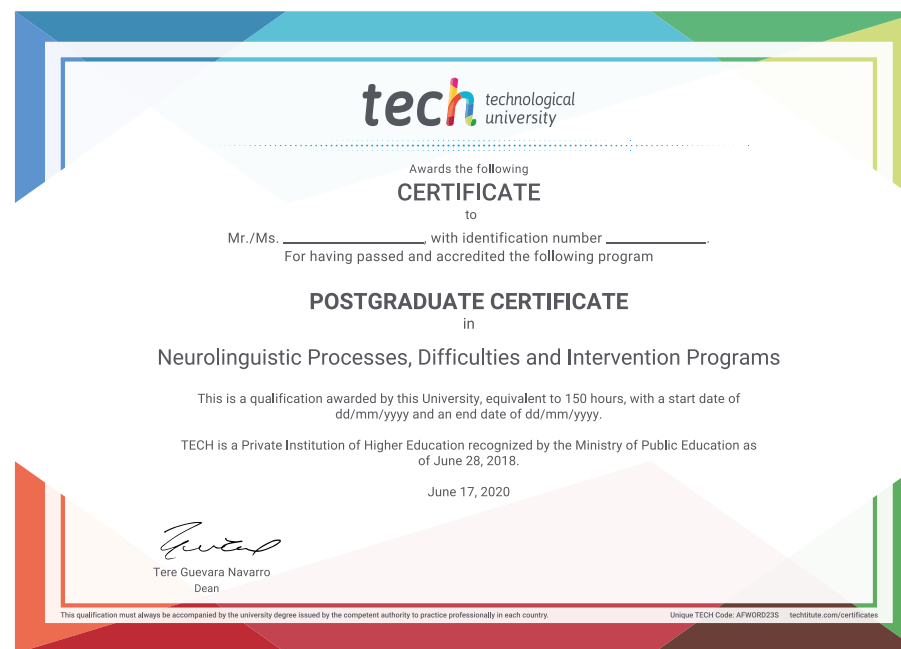 tech technological
university
Awards the following
CERTIFICATE
to
Mr./Ms. ____________________, with identification number ______________.
For having passed and accredited the following program
POSTGRADUATE CERTIFICATE
in
Neurolinguistic Processes, Difficulties and Intervention Programs
This is a qualification awarded by this University, equivalent to 150 hours, with a start date of
dd/mm/yyyy and an end date of dd/mm/yyyy.
TECH is a Private Institution of Higher Education recognized by the Ministry of Public Education as
of June 28, 2018.
June 17, 2020
Tere Guevara Navarro
Dean
This qualification must always be accompanied by the university degree issued by the competent authority to practice professionally in each country.
Unique TECH Code: AFWORD23S techtitute.com/certificates